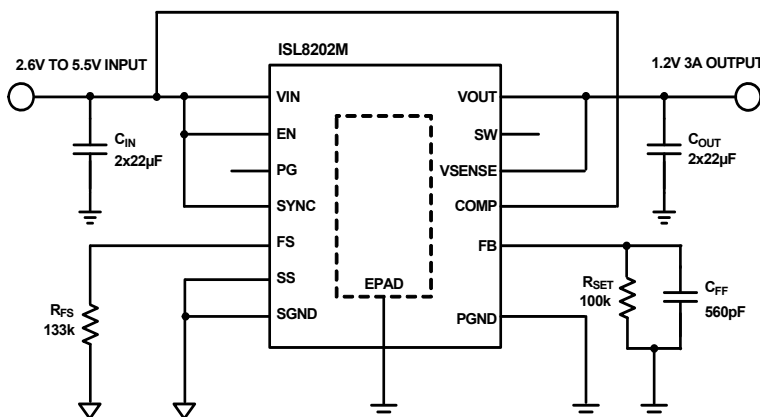 ISL8202M
2.6V TO 5.5V INPUT
1.2V 3A OUTPUT
VIN
VOUT
EN
SW
CIN
2x22µF
COUT
2x22µF
PG
VSENSE
SYNC
COMP
FS
FB
SS
EPAD
RFS
133k
RSET
100k
CFF
560pF
SGND
PGND